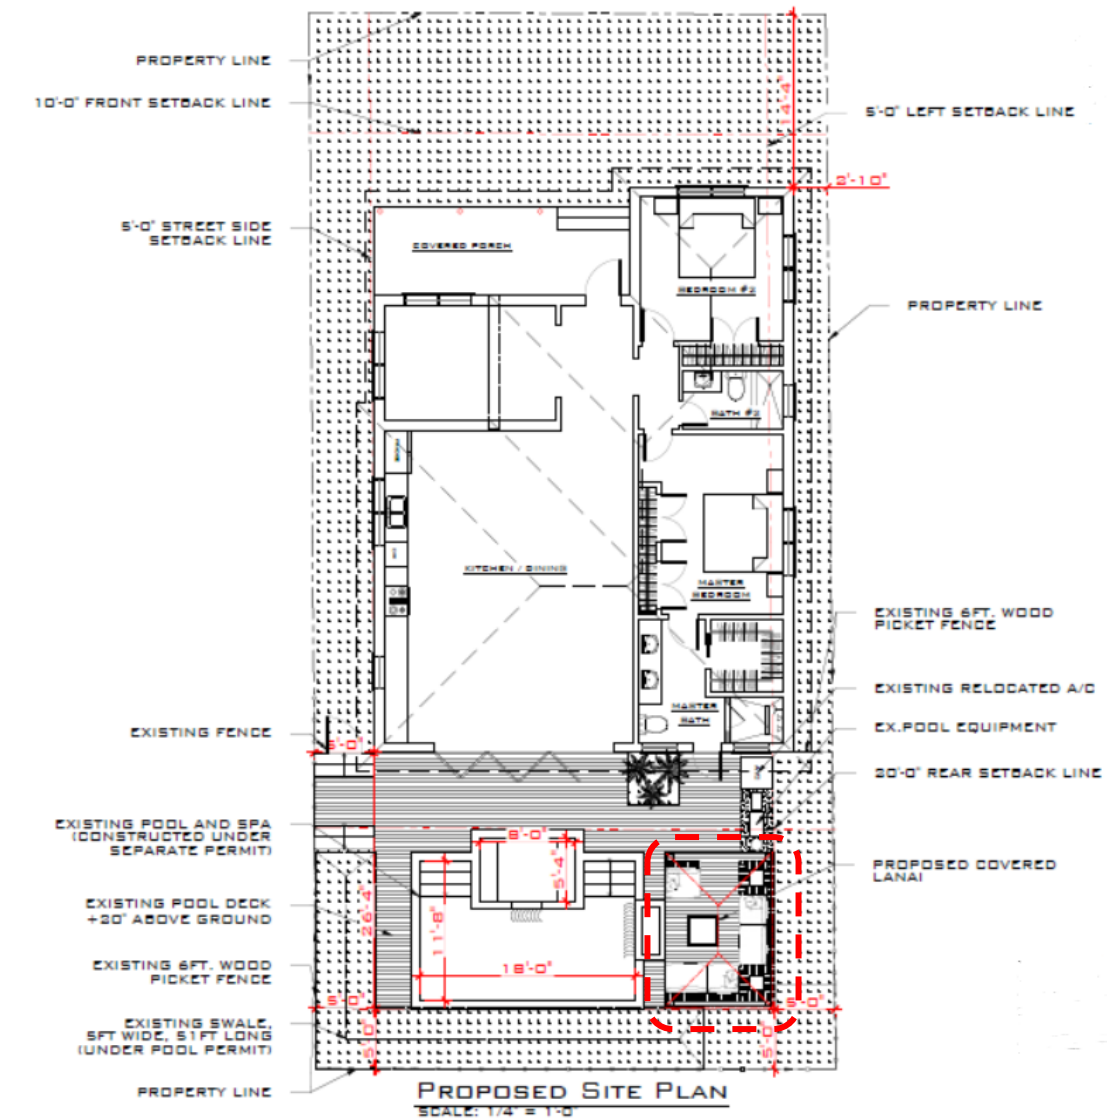 PROPERTY LINE
10'-0" FRONT SETBACK LINE
14'-4"
5'-0" LEFT SETBACK LINE
2'-10"
5'-0" STREET SIDE
SETBACK LINE
COVERED PORCH
BEDROOM #2
PROPERTY LINE
BATH #2
KITCHEN / DINING
MASTER
BEDROOM
EXISTING 6FT. WOOD
PICKET FENCE
EXISTING RELOCATED A/C
MASTER
BATH
EX.POOL EQUIPMENT
EXISTING FENCE
20'-0" REAR SETBACK LINE
EXISTING POOL AND SPA
(CONSTRUCTED UNDER
SEPARATE PERMIT)
8'-0"
5'-4"
PROPOSED COVERED
LANAI
EXISTING POOL DECK
+20" ABOVE GROUND
26'-4"
11'-8"
18'-0"
EXISTING 6FT. WOOD
PICKET FENCE
5'-0"
5'-0"
EXISTING SWALE,
5FT WIDE, 51FT LONG
(UNDER POOL PERMIT)
5'-0"
5'-0"
PROPERTY LINE
PROPOSED SITE PLAN
SCALE: 1/4" = 1'-0"